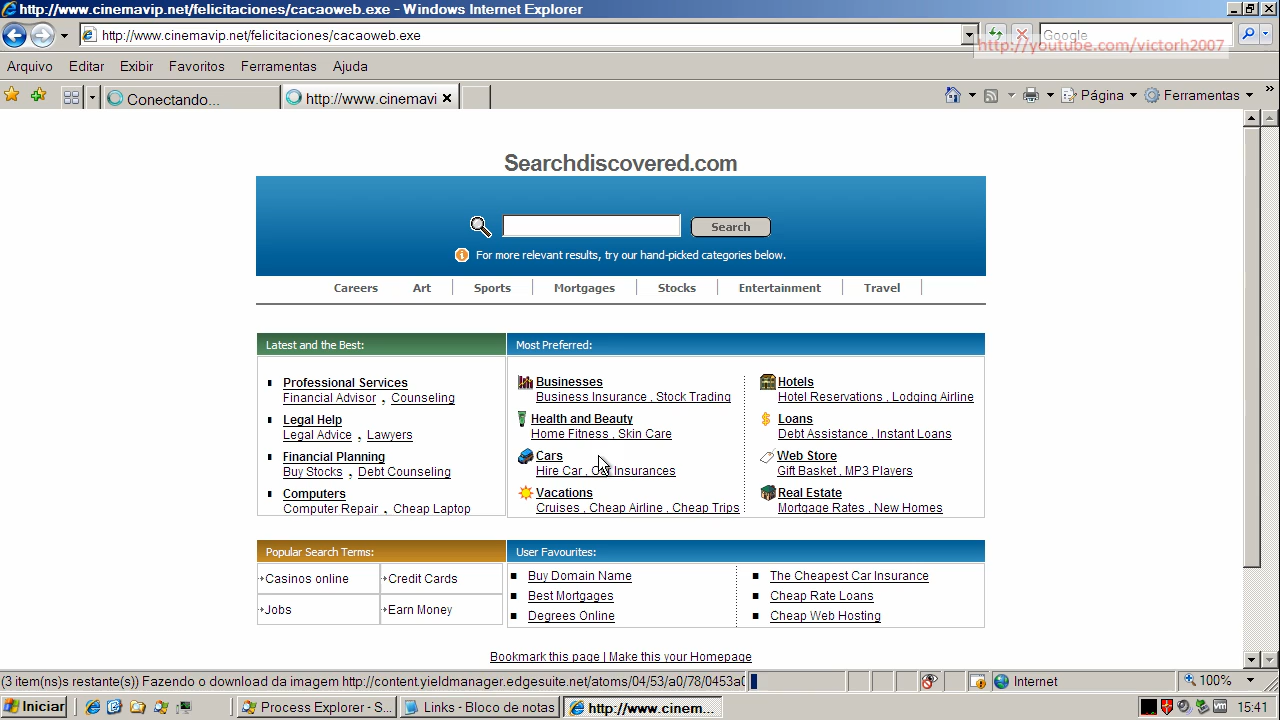 http://www.cinemavip.net/felicitaciones/cacaoweb.exe - Windows Internet Explorer
http://www.cinemavip.net/felicitaciones/cacaoweb.exe
Google
http://youtube.com/victorh2007
Arquivo Editar Exibir Favoritos Ferramentas Ajuda
Conectando... http://www.cinemavi Página Ferramentas
Searchdiscovered.com
Search
For more relevant results, try our hand-picked categories below.
Careers Art Sports Mortgages Stocks Entertainment Travel
Latest and the Best: Most Preferred:
Professional Services
Financial Advisor , Counseling
Legal Help
Legal Advice , Lawyers
Financial Planning
Buy Stocks , Debt Counseling
Computers
Computer Repair , Cheap Laptop
Businesses
Business Insurance , Stock Trading
Health and Beauty
Home Fitness , Skin Care
Cars
Hire Car , Insurances
Vacations
Cruises , Cheap Airline , Cheap Trips
Hotels
Hotel Reservations , Lodging Airline
Loans
Debt Assistance , Instant Loans
Web Store
Gift Basket , MP3 Players
Real Estate
Mortgage Rates , New Homes
Popular Search Terms: User Favourites:
Casinos online Credit Cards
Jobs Earn Money
Buy Domain Name The Cheapest Car Insurance
Best Mortgages Cheap Rate Loans
Degrees Online Cheap Web Hosting
Bookmark this page | Make this your Homepage
(3 item(ns) restante(s)) Fazendo o download da imagem http://content.yieldmanager.edgesuite.net/atoms/04/53/a0/78/0453a0 Internet 100%
Iniciar Process Explorer - S... Links - Bloco de notas http://www.cinem... 15:41